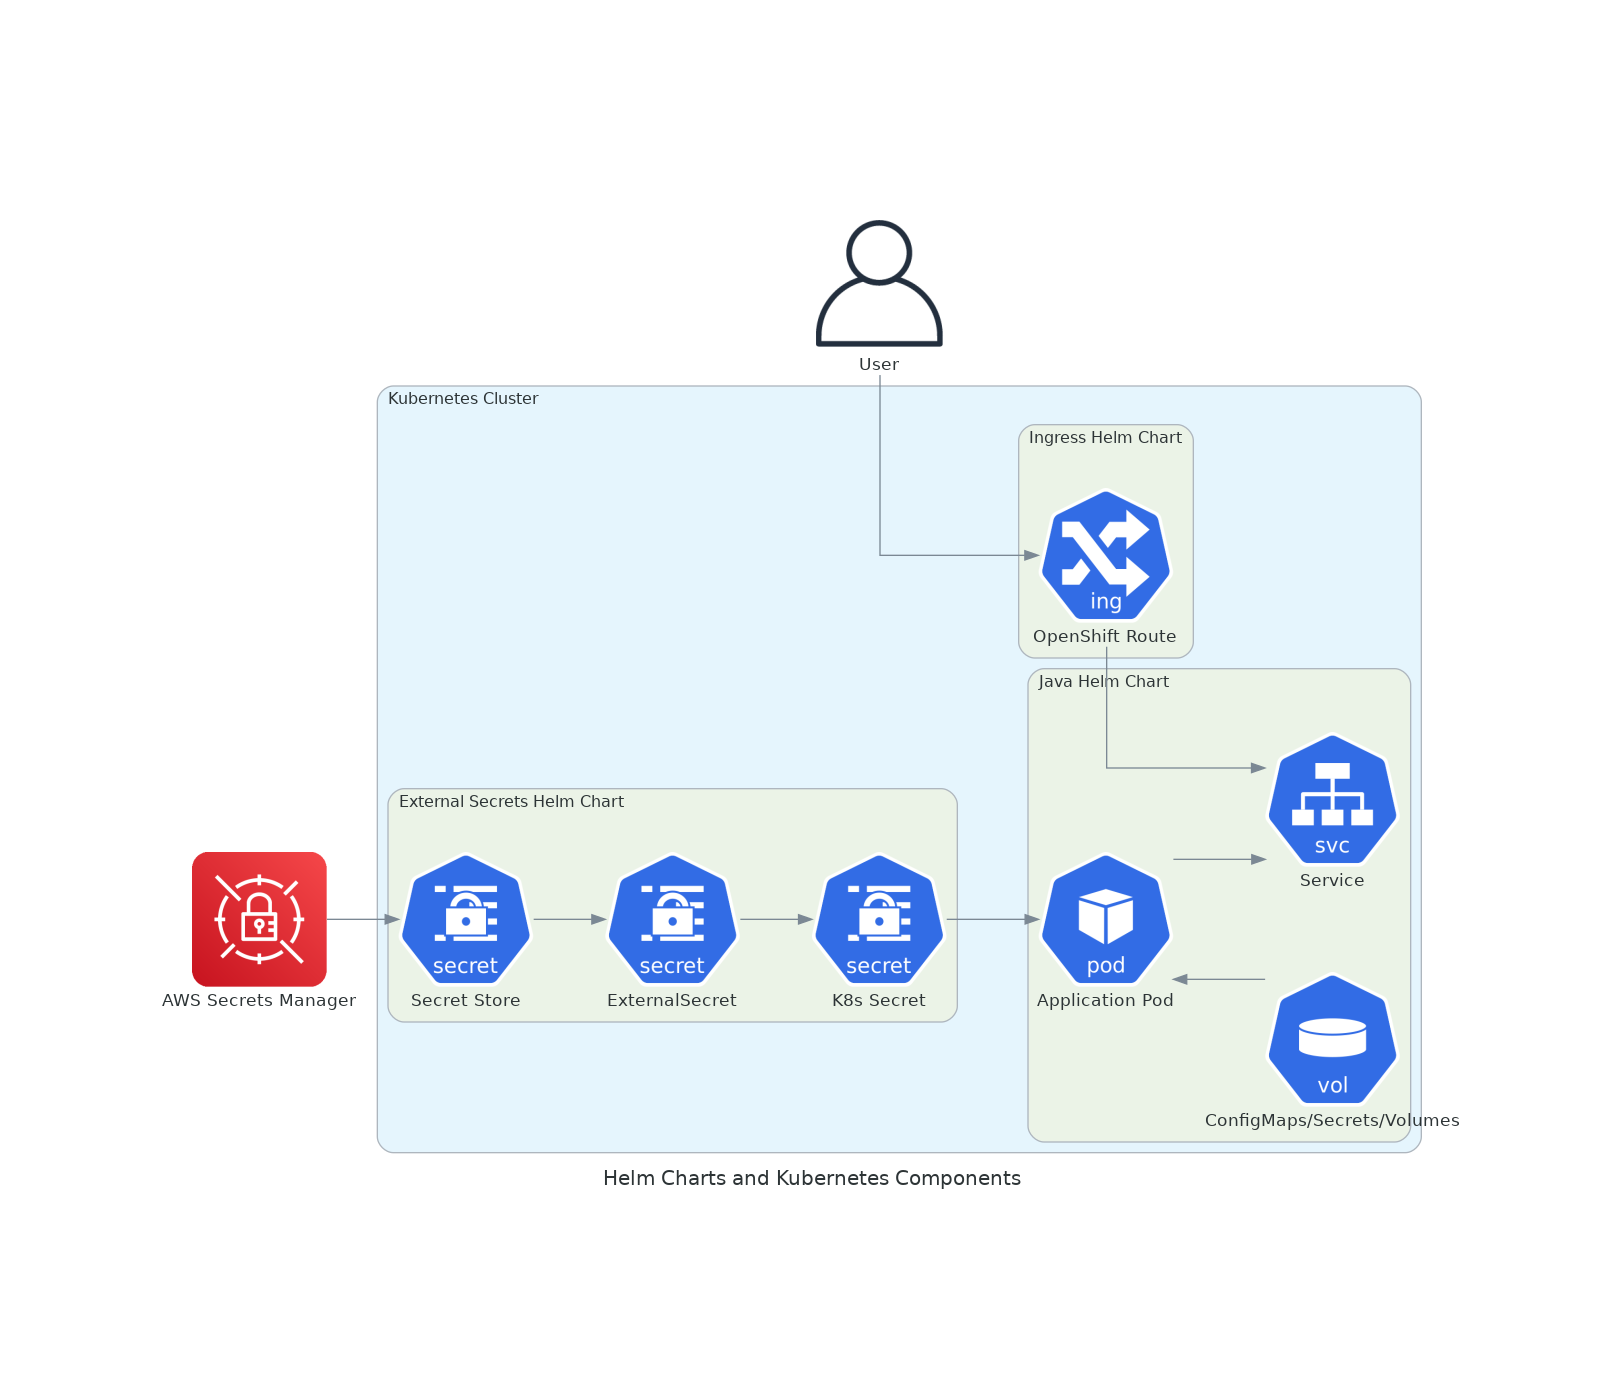 User
Kubernetes Cluster
Ingress Helm Chart
ing
OpenShift Route
Java Helm Chart
svc
Service
External Secrets Helm Chart
AWS Secrets Manager
secret
Secret Store
secret
ExternalSecret
secret
K8s Secret
pod
Application Pod
vol
ConfigMaps/Secrets/Volumes
Helm Charts and Kubernetes Components